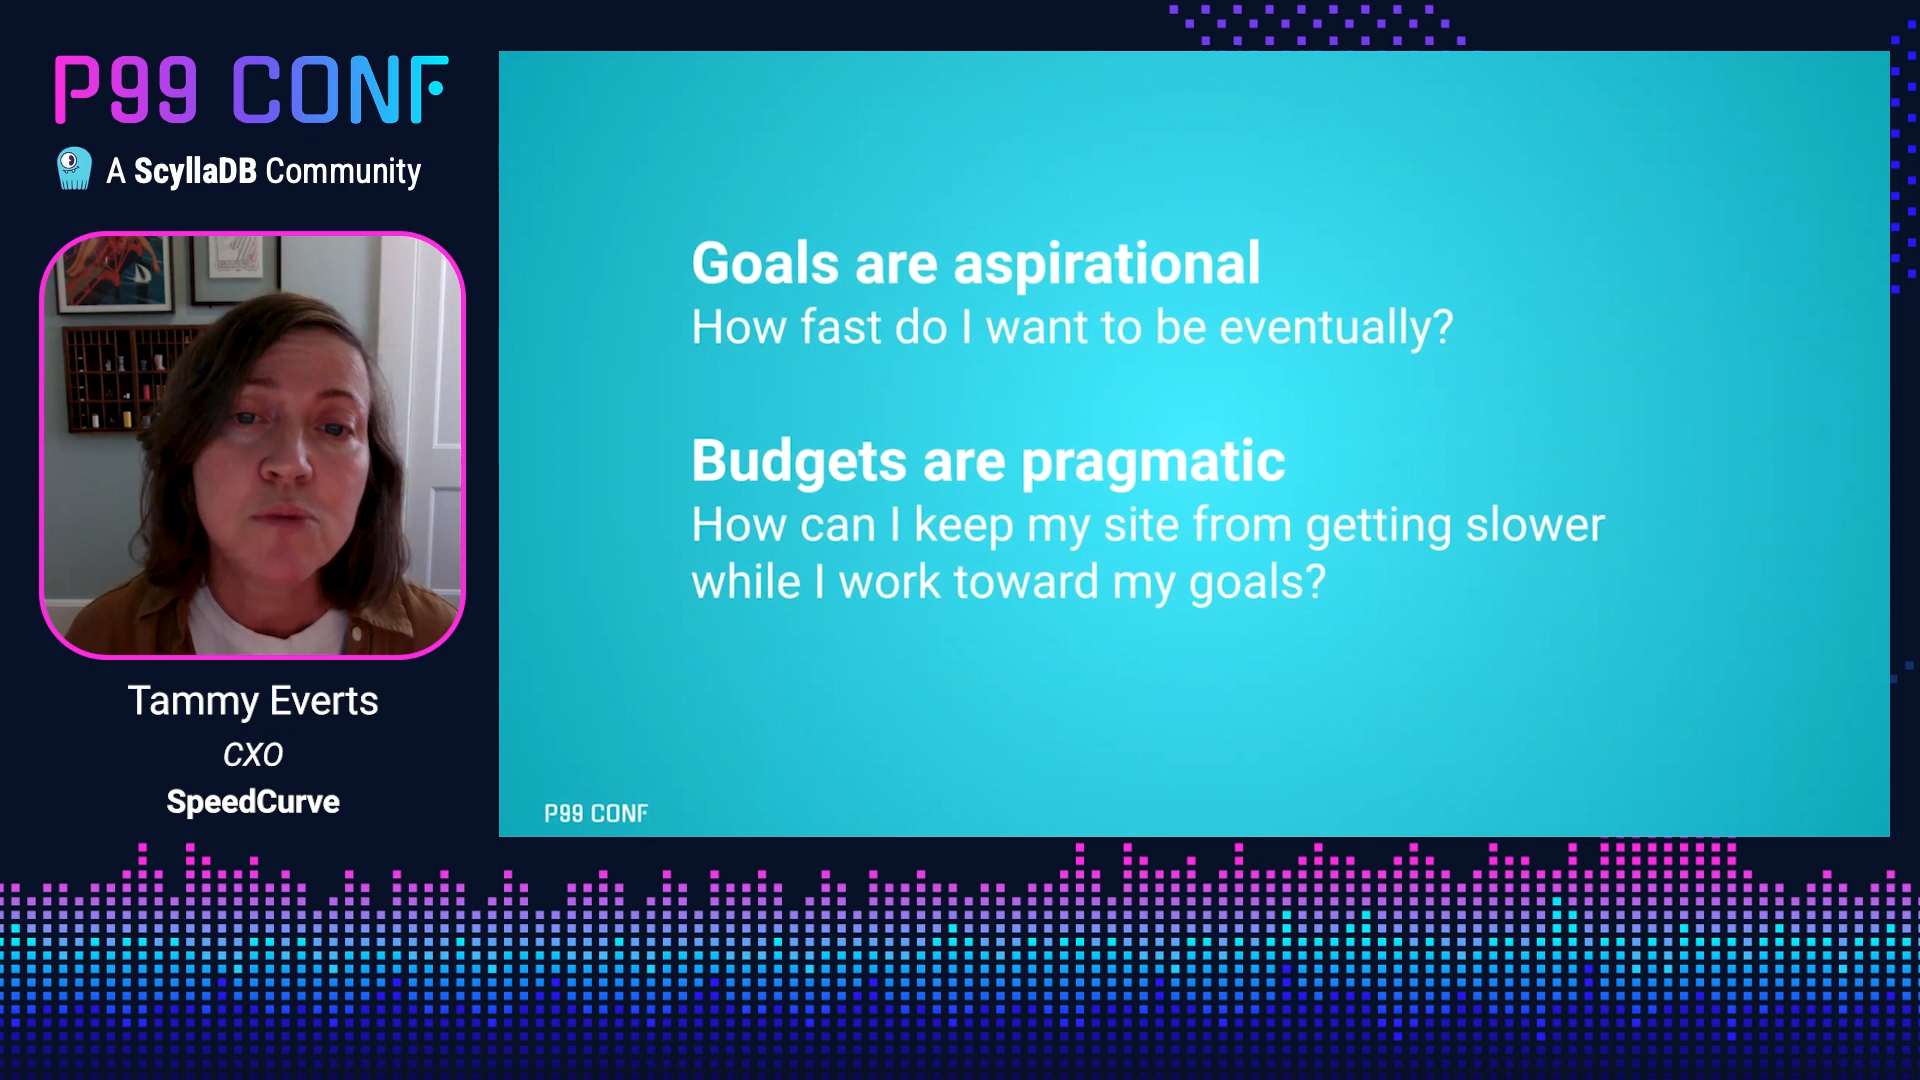 P99 CONF
A ScyllaDB Community
Tammy Everts
CXO
SpeedCurve
Goals are aspirational
How fast do I want to be eventually?
Budgets are pragmatic
How can I keep my site from getting slower
while I work toward my goals?
P99 CONF